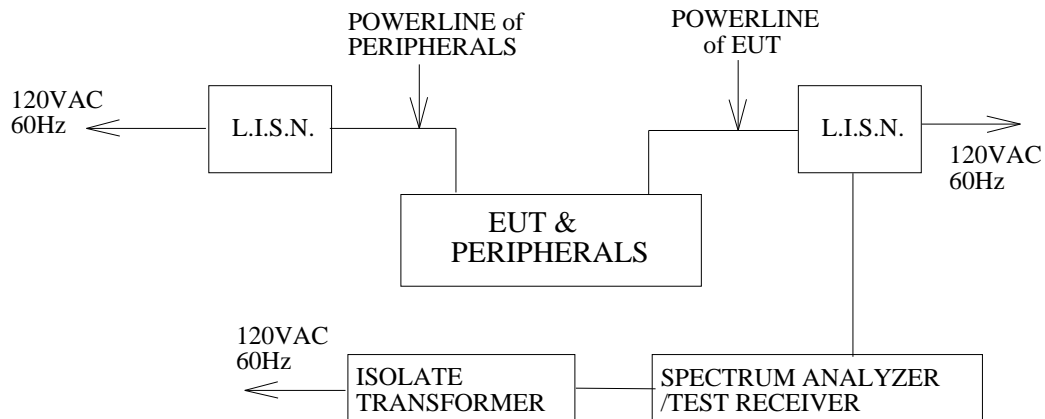 POWERLINE of
PERIPHERALS
POWERLINE
of EUT
120VAC
60Hz
L.I.S.N.
L.I.S.N.
120VAC
60Hz
EUT &
PERIPHERALS
120VAC
60Hz
ISOLATE
TRANSFORMER
SPECTRUM ANALYZER
/TEST RECEIVER